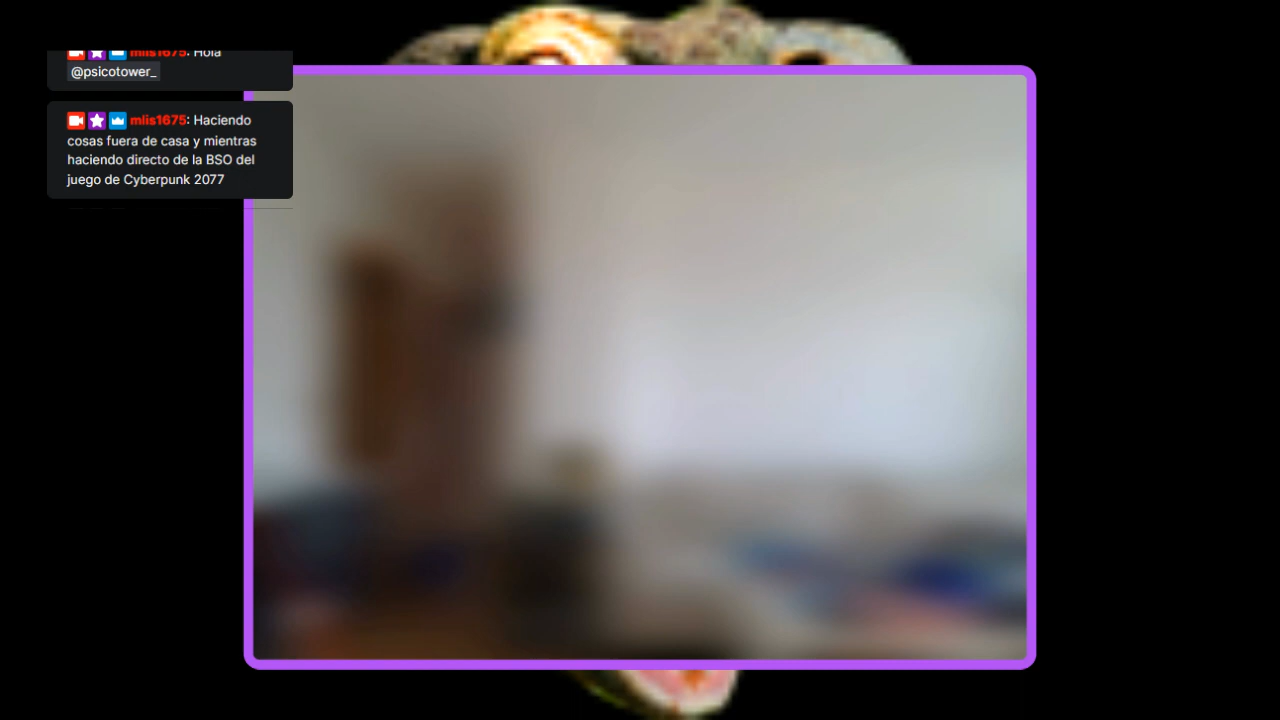 mlis1675: Hola
@psicotower_
mlis1675: Haciendo
cosas fuera de casa y mientras
haciendo directo de la BSO del
juego de Cyberpunk 2077